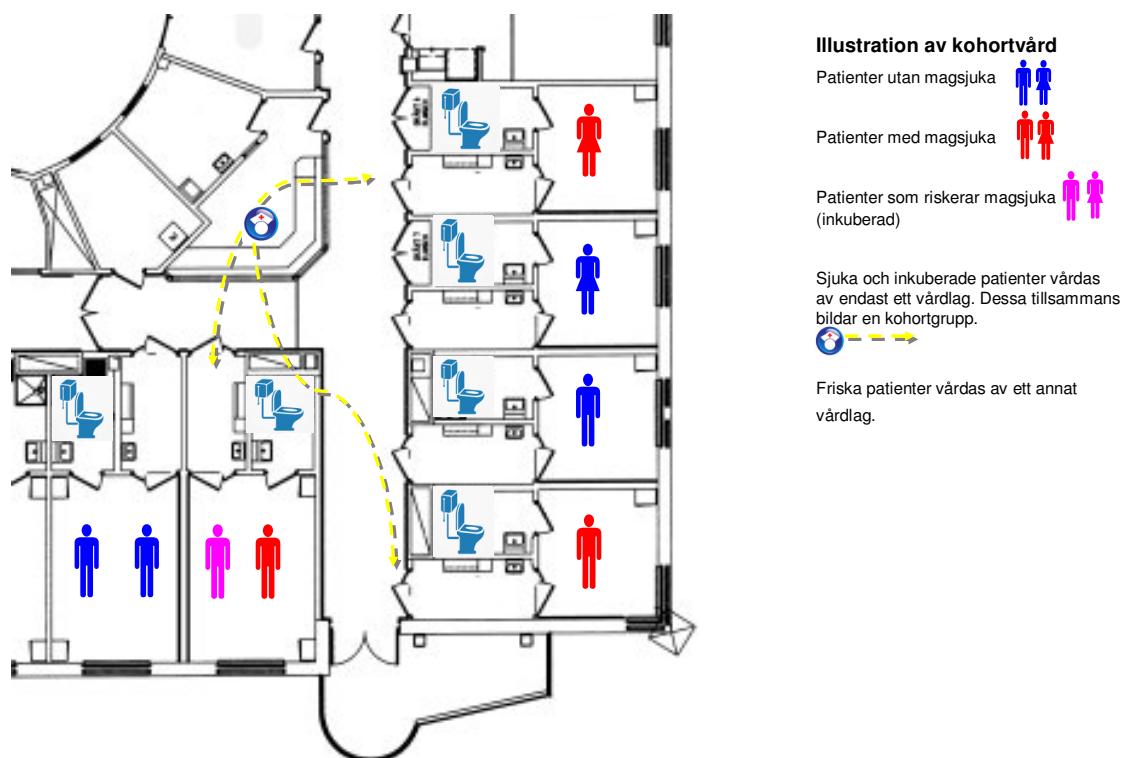 Illustration av kohortvård
Patienter utan magsjuka
Patienter med magsjuka
Patienter som riskerar magsjuka
(inkuberad)
Sjuka och inkuberade patienter vårdas
av endast ett vårdlag. Dessa tillsammans
bildar en kohortgrupp.
Friska patienter vårdas av ett annat
vårdlag.